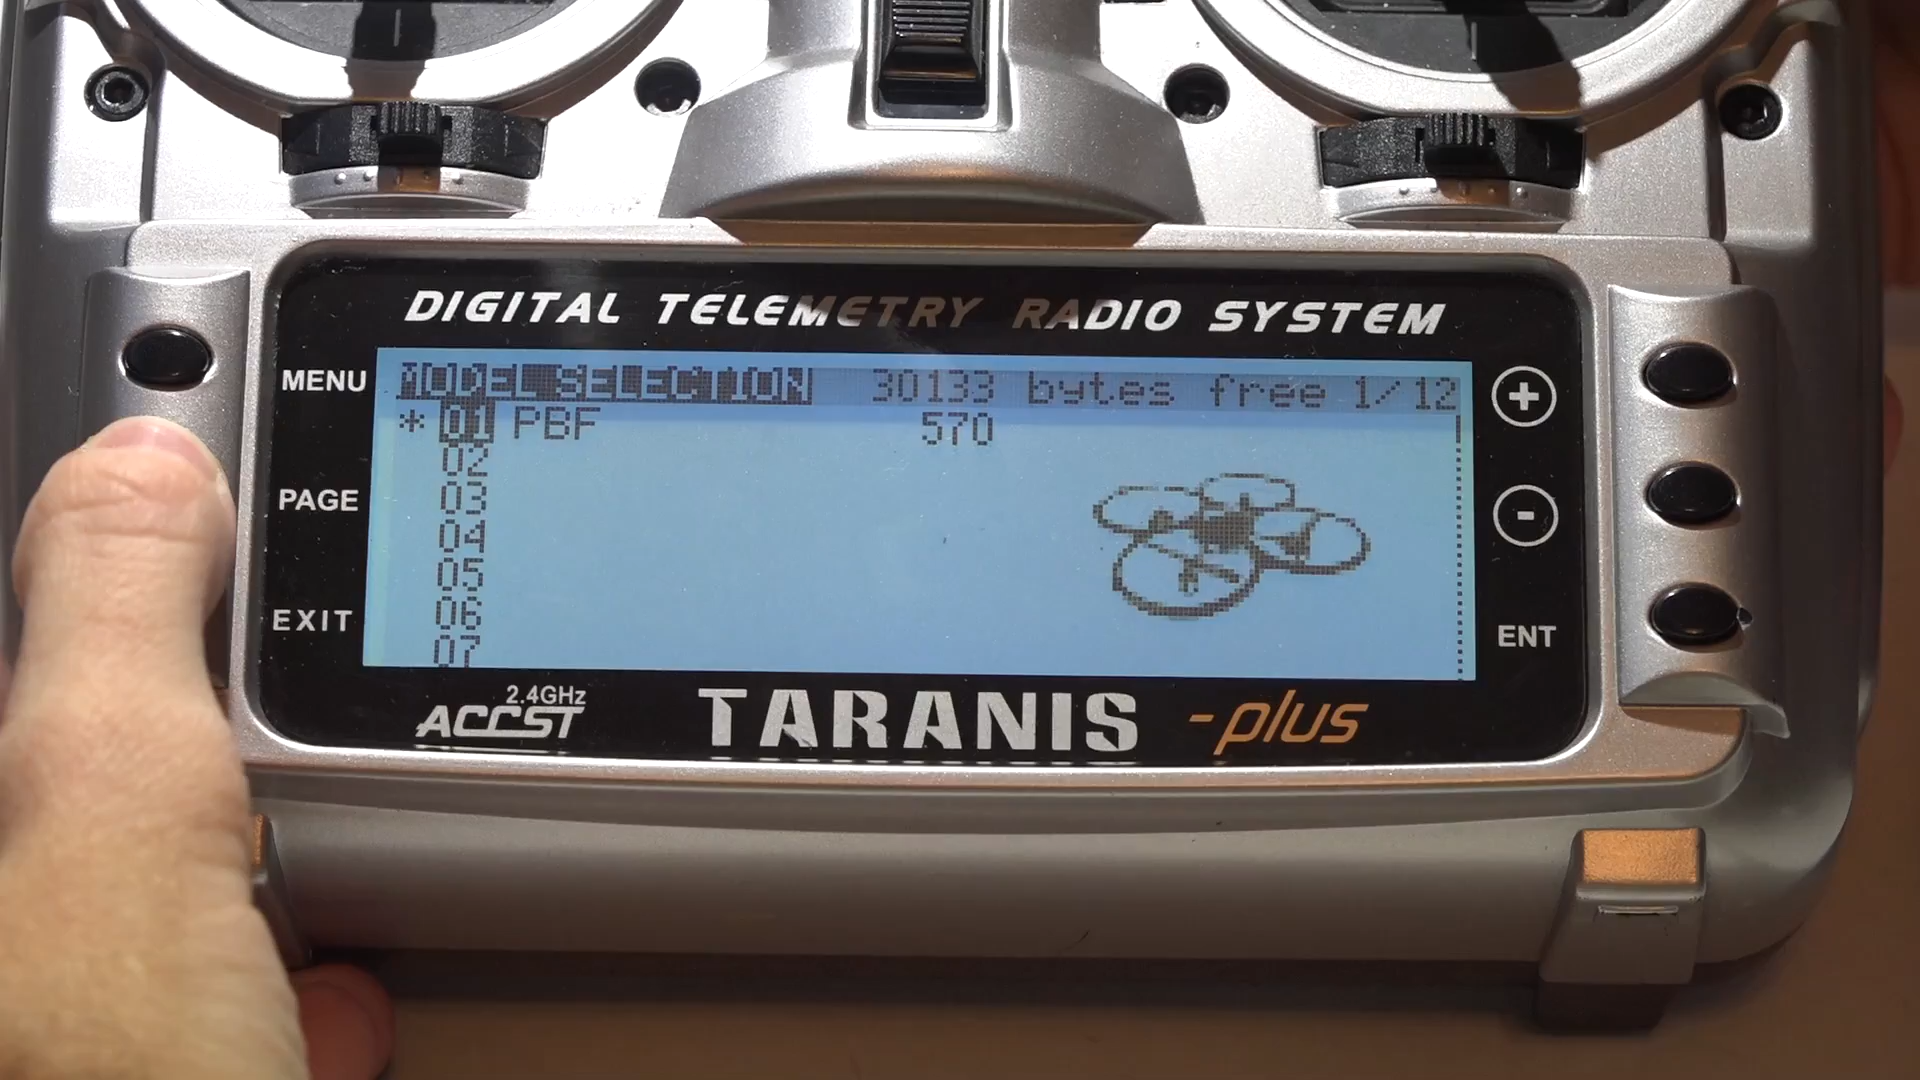 DIGITAL TELEMETRY RADIO SYSTEM
MENU
PAGE
EXIT
MODEL SELECTION 30133 bytes free 1/12
* 01 PBF 570
02
03
04
05
06
07
+
-
ENT
2.4GHz
ACCST
TARANIS -plus